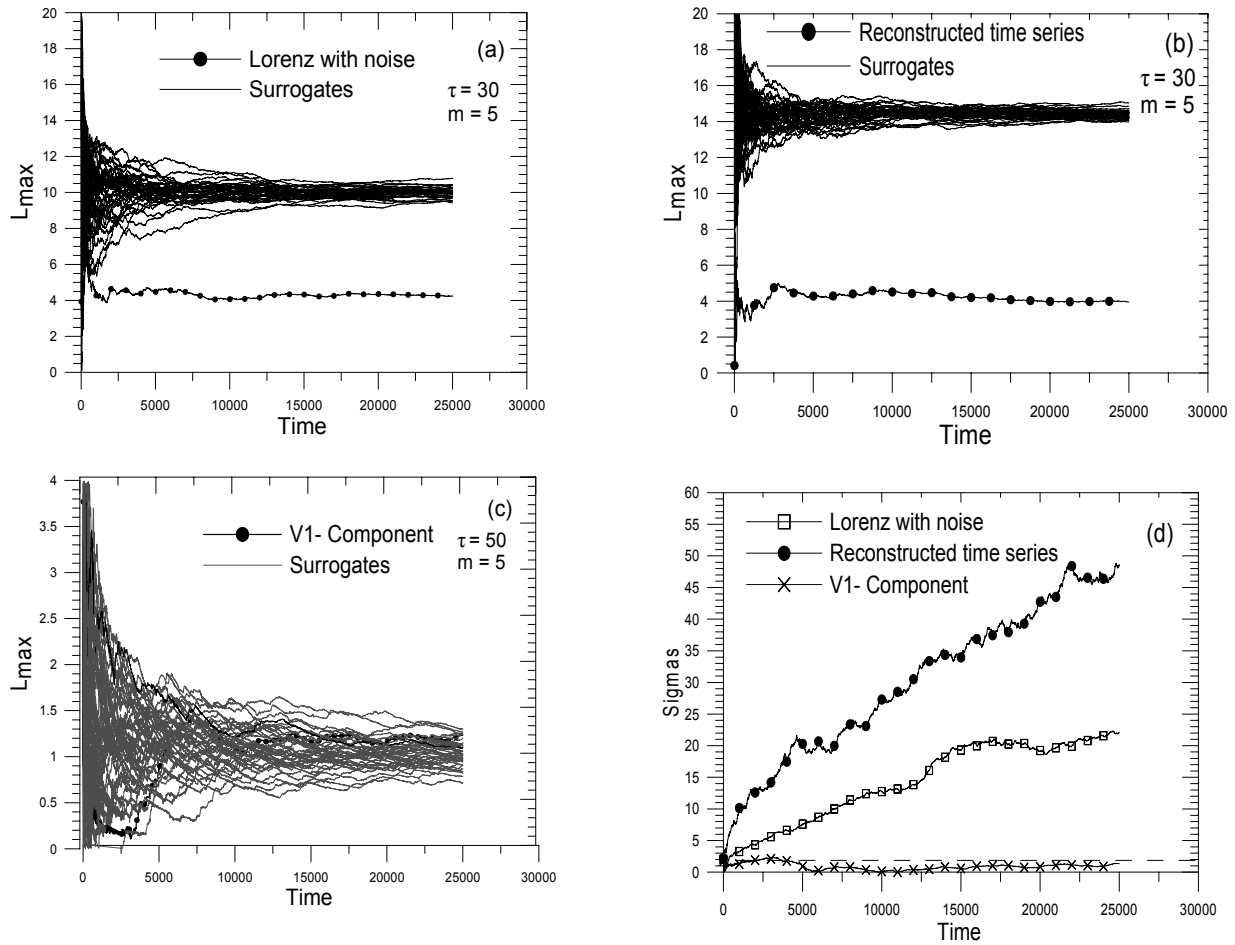 20
18
16
14
12
10
8
6
4
2
0
Lmax
Lorenz with noise
Surrogates
(a)
τ = 30
m = 5
0 5000 10000 15000 20000 25000 30000
Time
20
18
16
14
12
10
8
6
4
2
0
Lmax
Reconstructed time series
Surrogates
(b)
τ = 30
m = 5
0 5000 10000 15000 20000 25000 30000
Time
4
3.5
3
2.5
2
1.5
1
0.5
0
Lmax
V1- Component
Surrogates
(c)
τ = 50
m = 5
0 5000 10000 15000 20000 25000 30000
Time
60
55
50
45
40
35
30
25
20
15
10
5
0
Sigmas
Lorenz with noise
Reconstructed time series
V1- Component
(d)
0 5000 10000 15000 20000 25000 30000
Time